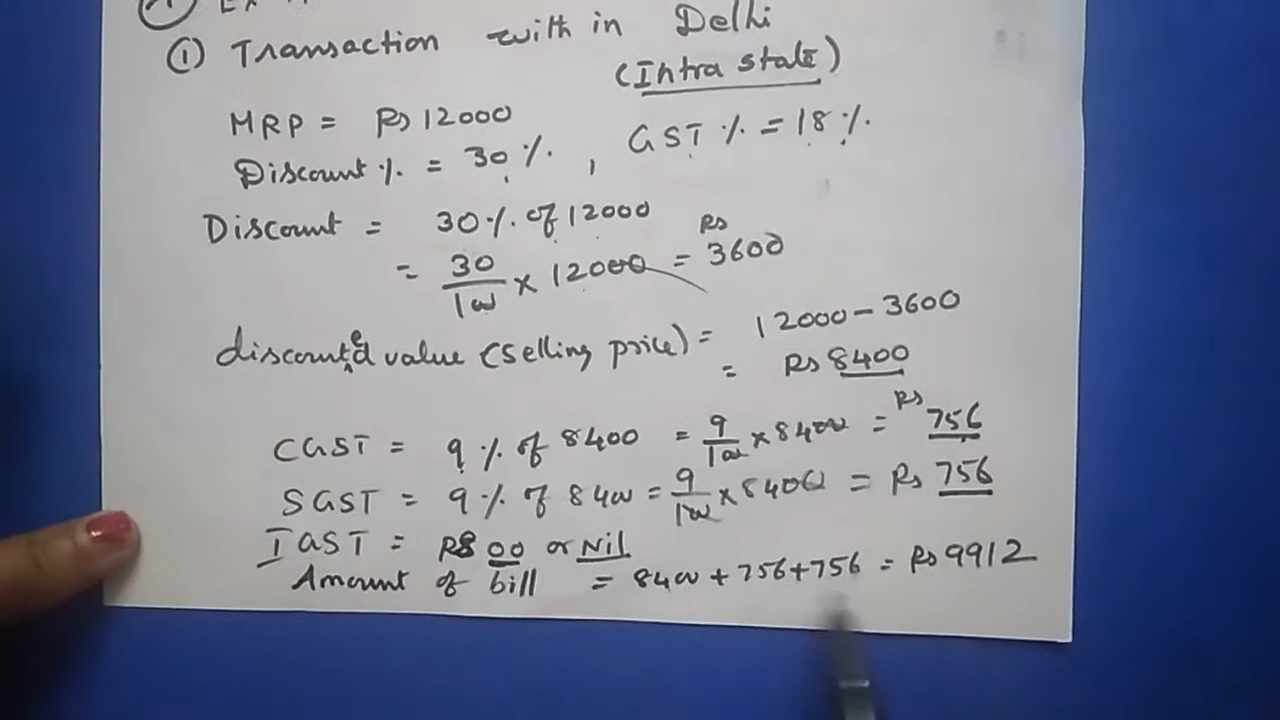 ① Transaction with in Delhi
(Intra state)
MRP = Rs 12000
Discount % = 30 %, GST % = 18 %.
Discount = 30 % of 12000
= 30/100 × 12000 = Rs 3600
discounted value (selling price) = 12000 - 3600
= Rs 8400
CGST = 9 % of 8400 = 9/100 × 8400 = Rs 756
SGST = 9 % of 8400 = 9/100 × 8400 = Rs 756
IGST = Rs 00 or Nil
Amount of bill = 8400 + 756 + 756 = Rs 9912